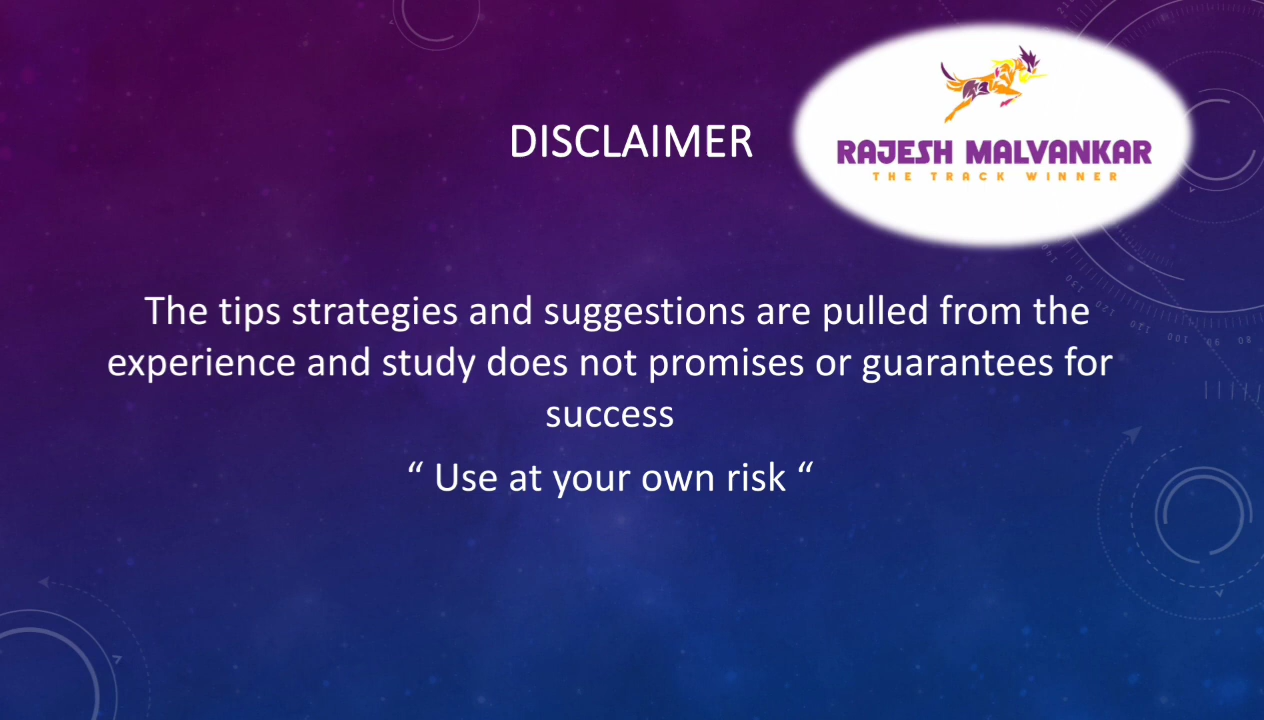 DISCLAIMER
RAJESH MALVANKAR
THE TRACK WINNER
The tips strategies and suggestions are pulled from the
experience and study does not promises or guarantees for
success
“ Use at your own risk “